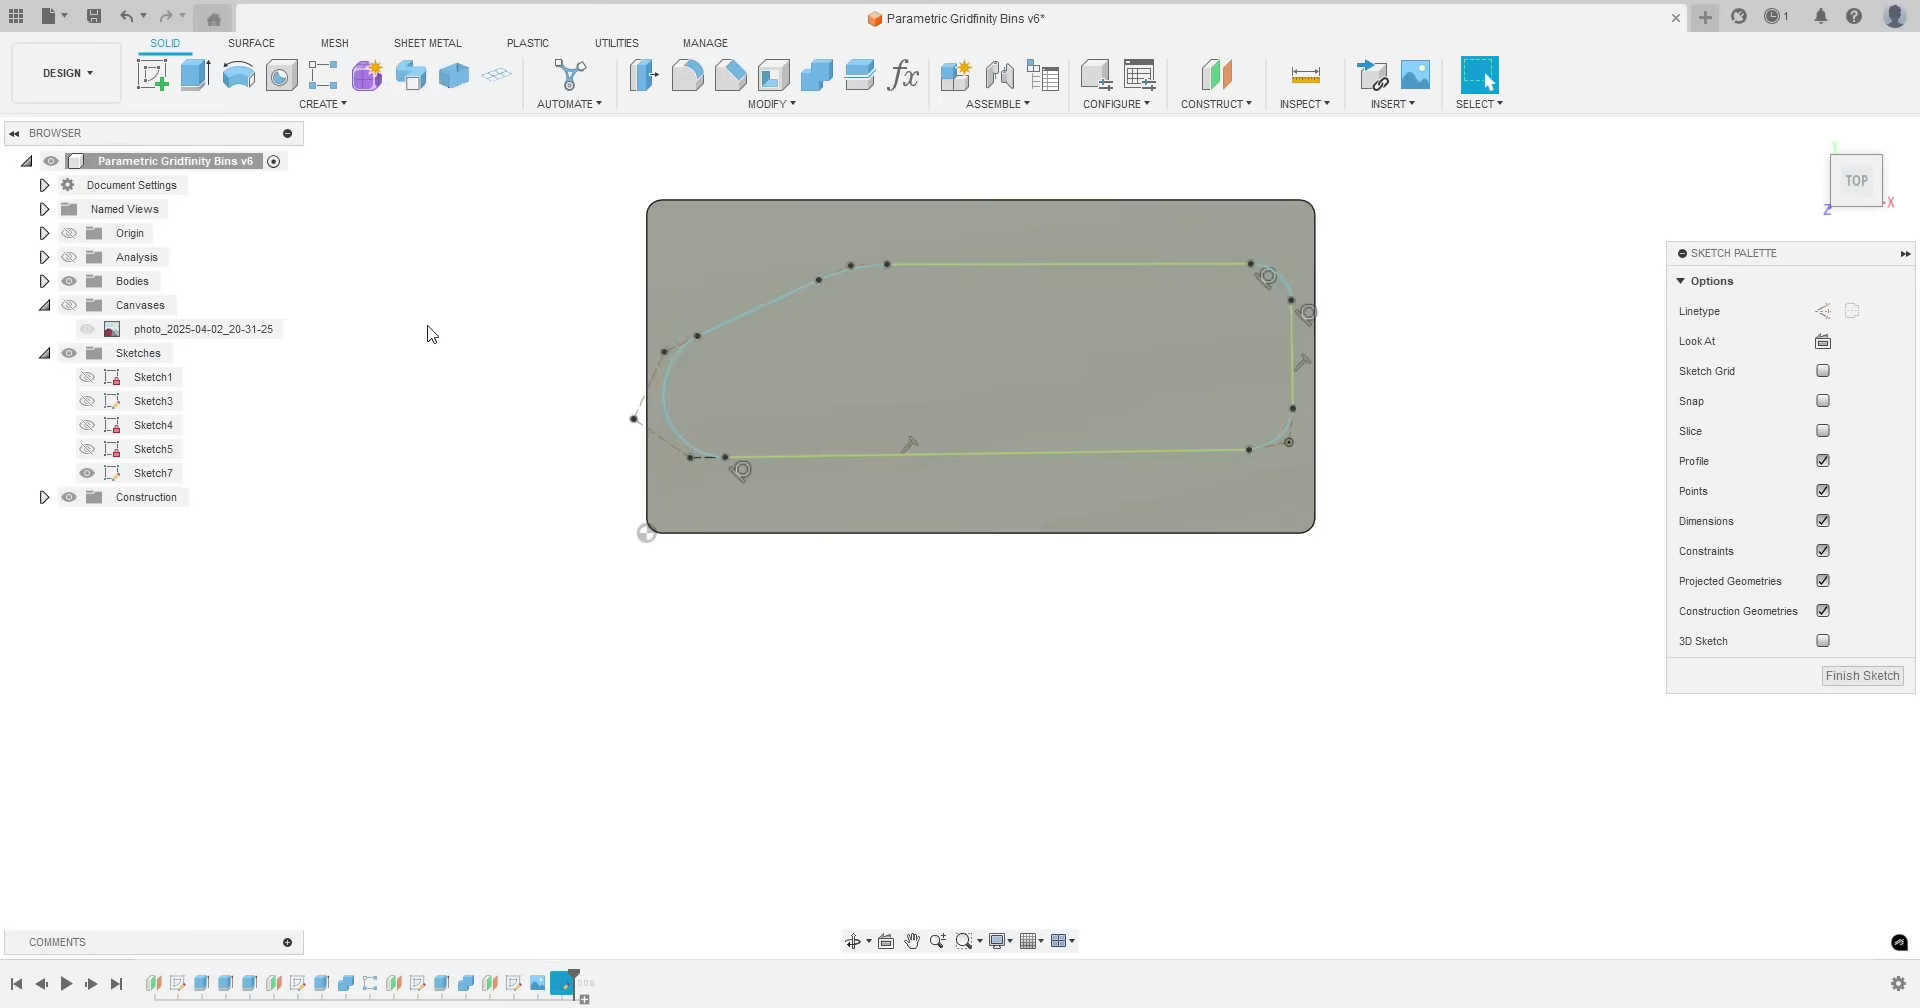 Parametric Gridfinity Bins v6*
1
DESIGN
SOLID
SURFACE
MESH
SHEET METAL
PLASTIC
UTILITIES
MANAGE
CREATE
AUTOMATE
MODIFY
ASSEMBLE
CONFIGURE
CONSTRUCT
INSPECT
INSERT
SELECT
fx
BROWSER
Parametric Gridfinity Bins v6
Document Settings
Named Views
Origin
Analysis
Bodies
Canvases
photo_2025-04-02_20-31-25
Sketches
Sketch1
Sketch3
Sketch4
Sketch5
Sketch7
Construction
TOP
X
Z
SKETCH PALETTE
Options
Linetype
Look At
Sketch Grid
Snap
Slice
Profile
Points
Dimensions
Constraints
Projected Geometries
Construction Geometries
3D Sketch
Finish Sketch
COMMENTS